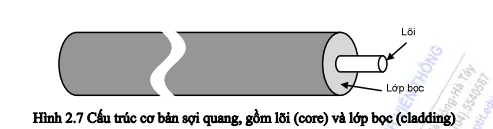 Lõi
Lớp bọc
Hình 2.7 Cấu trúc cơ bản sợi quang, gồm lõi (core) và lớp bọc (cladding)